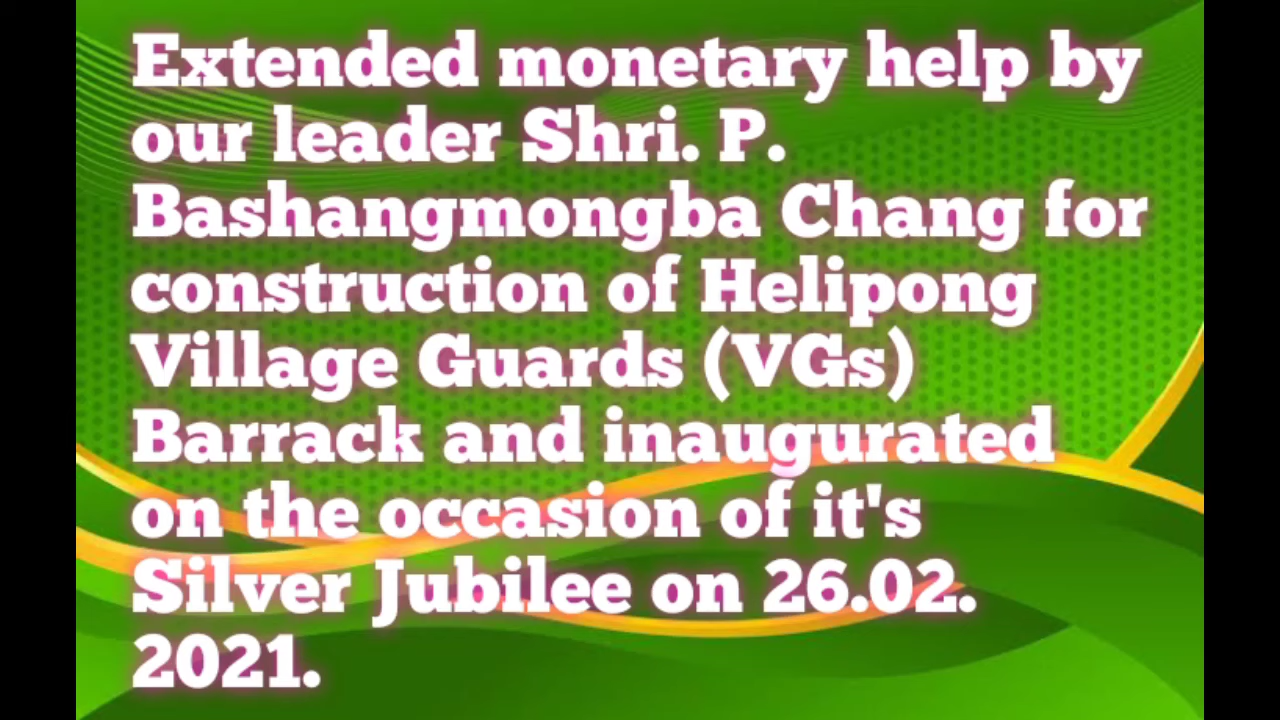 Extended monetary help by
our leader Shri. P.
Bashangmongba Chang for
construction of Helipong
Village Guards (VGs)
Barrack and inaugurated
on the occasion of it's
Silver Jubilee on 26.02.
2021.